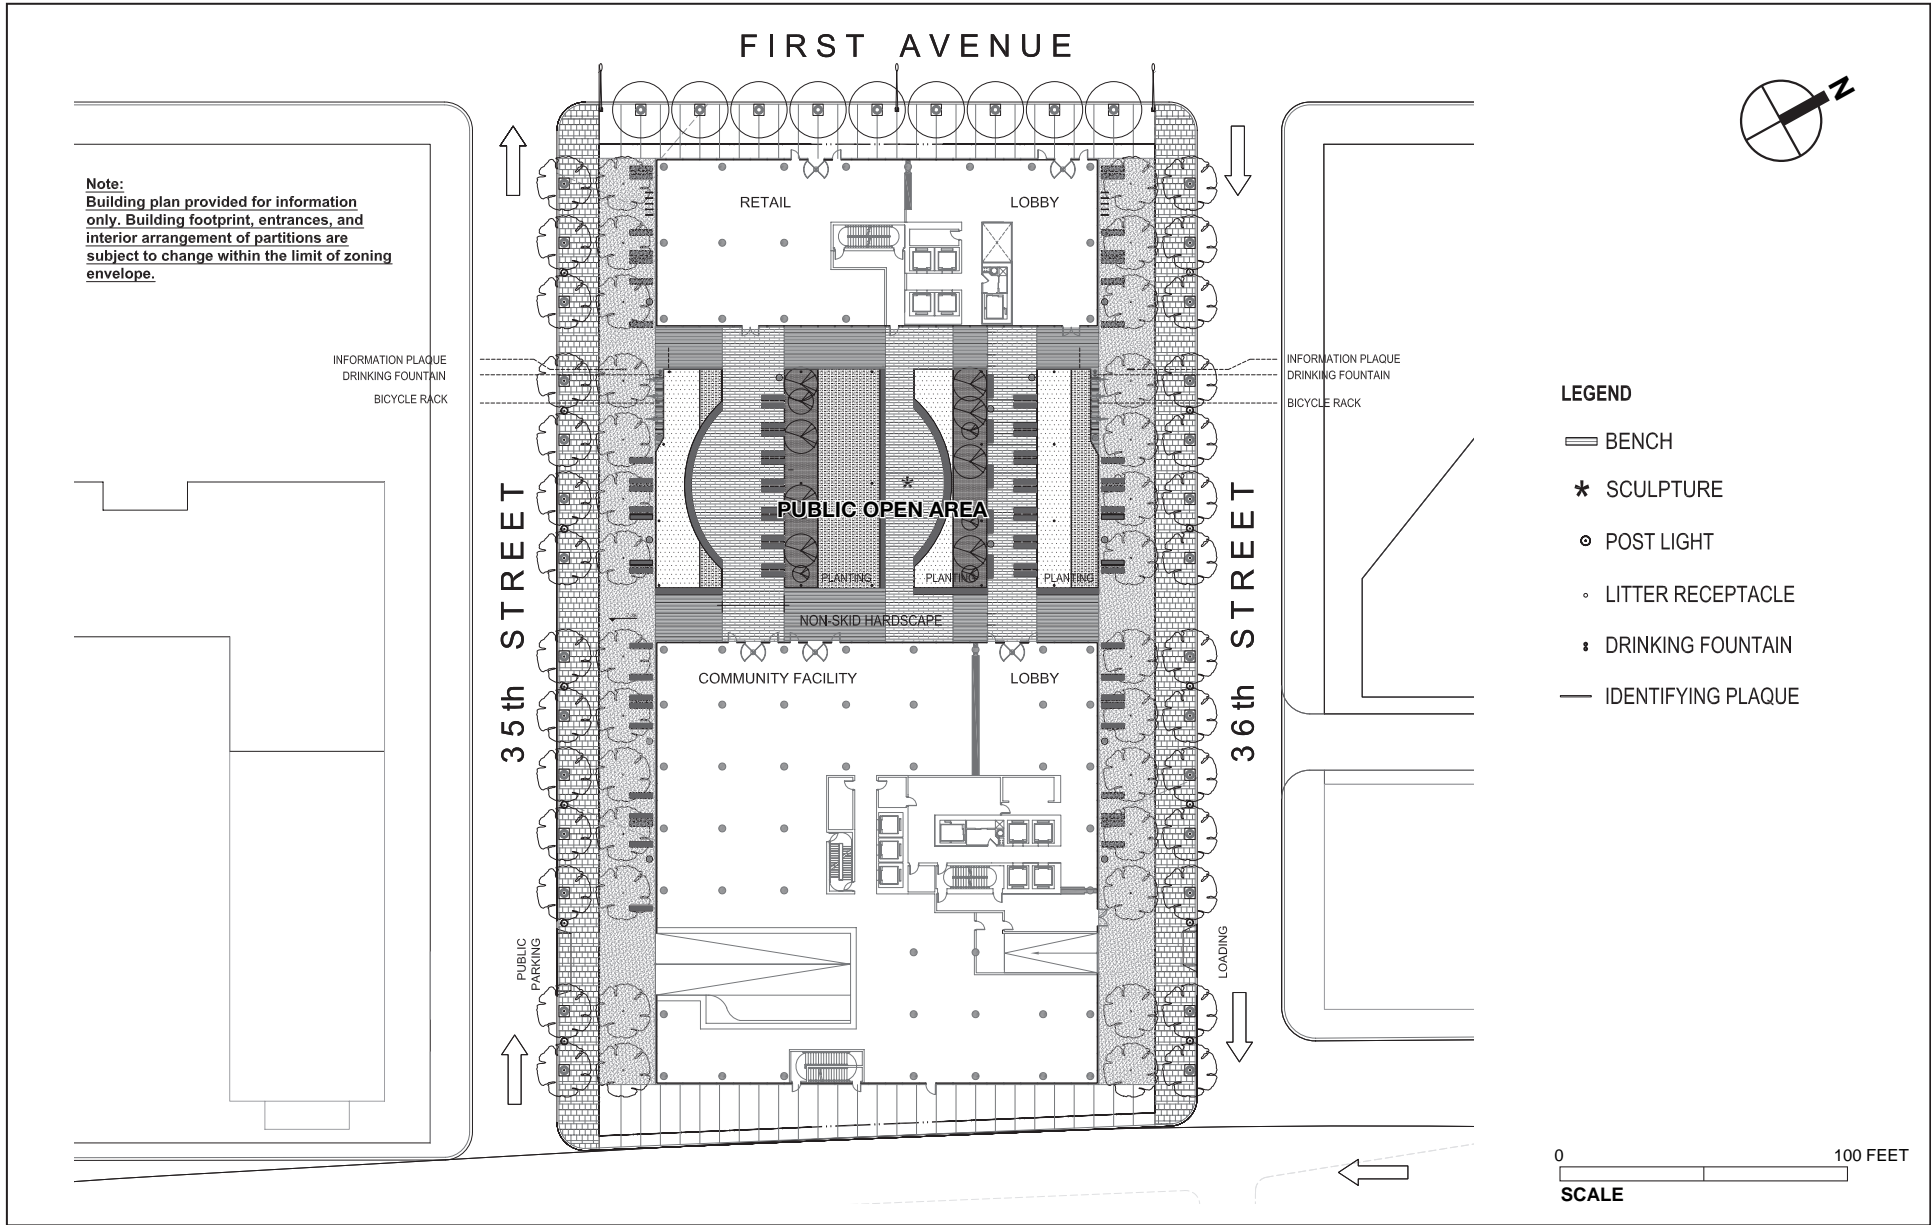 FIRST AVENUE
N
Note:
Building plan provided for information
only. Building footprint, entrances, and
interior arrangement of partitions are
subject to change within the limit of zoning
envelope.
RETAIL
LOBBY
INFORMATION PLAQUE
DRINKING FOUNTAIN
BICYCLE RACK
INFORMATION PLAQUE
DRINKING FOUNTAIN
BICYCLE RACK
LEGEND
BENCH
SCULPTURE
POST LIGHT
LITTER RECEPTACLE
DRINKING FOUNTAIN
IDENTIFYING PLAQUE
PUBLIC OPEN AREA
35th STREET
36th STREET
PLANTING
PLANTING
PLANTING
NON-SKID HARDSCAPE
COMMUNITY FACILITY
LOBBY
PUBLIC
PARKING
LOADING
0
100 FEET
SCALE